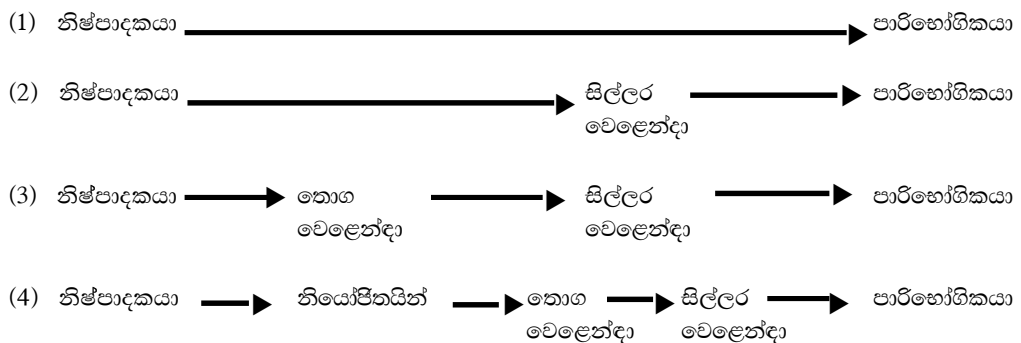 (1) නිෂ්පාදකයා පාරිභෝගිකයා
(2) නිෂ්පාදකයා සිල්ලර පාරිභෝගිකයා
වෙළෙන්දා
(3) නිෂ්පාදකයා තොග සිල්ලර පාරිභෝගිකයා
වෙළෙන්ඳා වෙළෙන්ඳා
(4) නිෂ්පාදකයා නියෝජිතයින් තොග සිල්ලර පාරිභෝගිකයා
වෙළෙන්ඳා වෙළෙන්ඳා